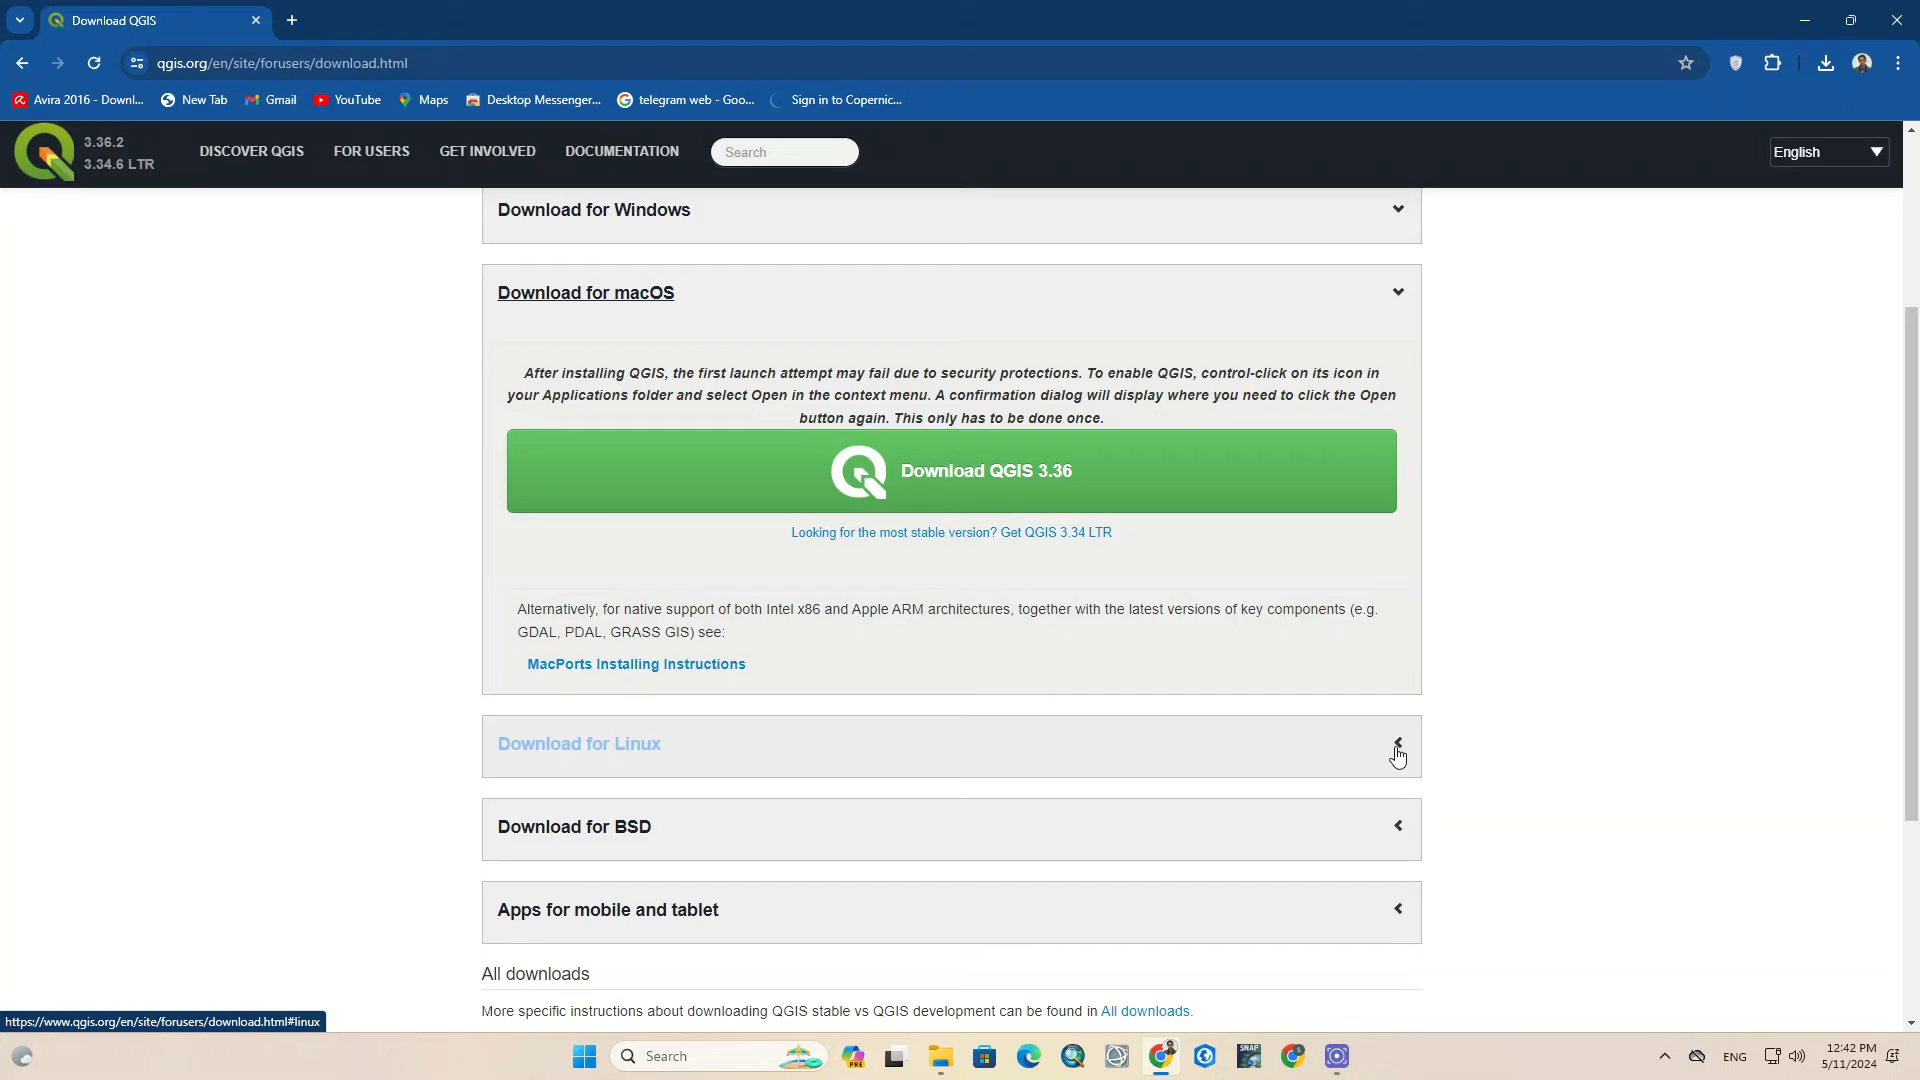 Download QGIS
qgis.org/en/site/forusers/download.html
Avira 2016 - Downl...
New Tab
Gmail
YouTube
Maps
Desktop Messenger...
telegram web - Goo...
Sign in to Copernic...
3.36.2
3.34.6 LTR
DISCOVER QGIS
FOR USERS
GET INVOLVED
DOCUMENTATION
Search
English
Download for Windows
Download for macOS
After installing QGIS, the first launch attempt may fail due to security protections. To enable QGIS, control-click on its icon in
your Applications folder and select Open in the context menu. A confirmation dialog will display where you need to click the Open
button again. This only has to be done once.
Download QGIS 3.36
Looking for the most stable version? Get QGIS 3.34 LTR
Alternatively, for native support of both Intel x86 and Apple ARM architectures, together with the latest versions of key components (e.g.
GDAL, PDAL, GRASS GIS) see:
MacPorts Installing Instructions
Download for Linux
Download for BSD
Apps for mobile and tablet
All downloads
More specific instructions about downloading QGIS stable vs QGIS development can be found in All downloads.
https://www.qgis.org/en/site/forusers/download.html#linux
Search
PRE
SNAP
ENG
12:42 PM
5/11/2024